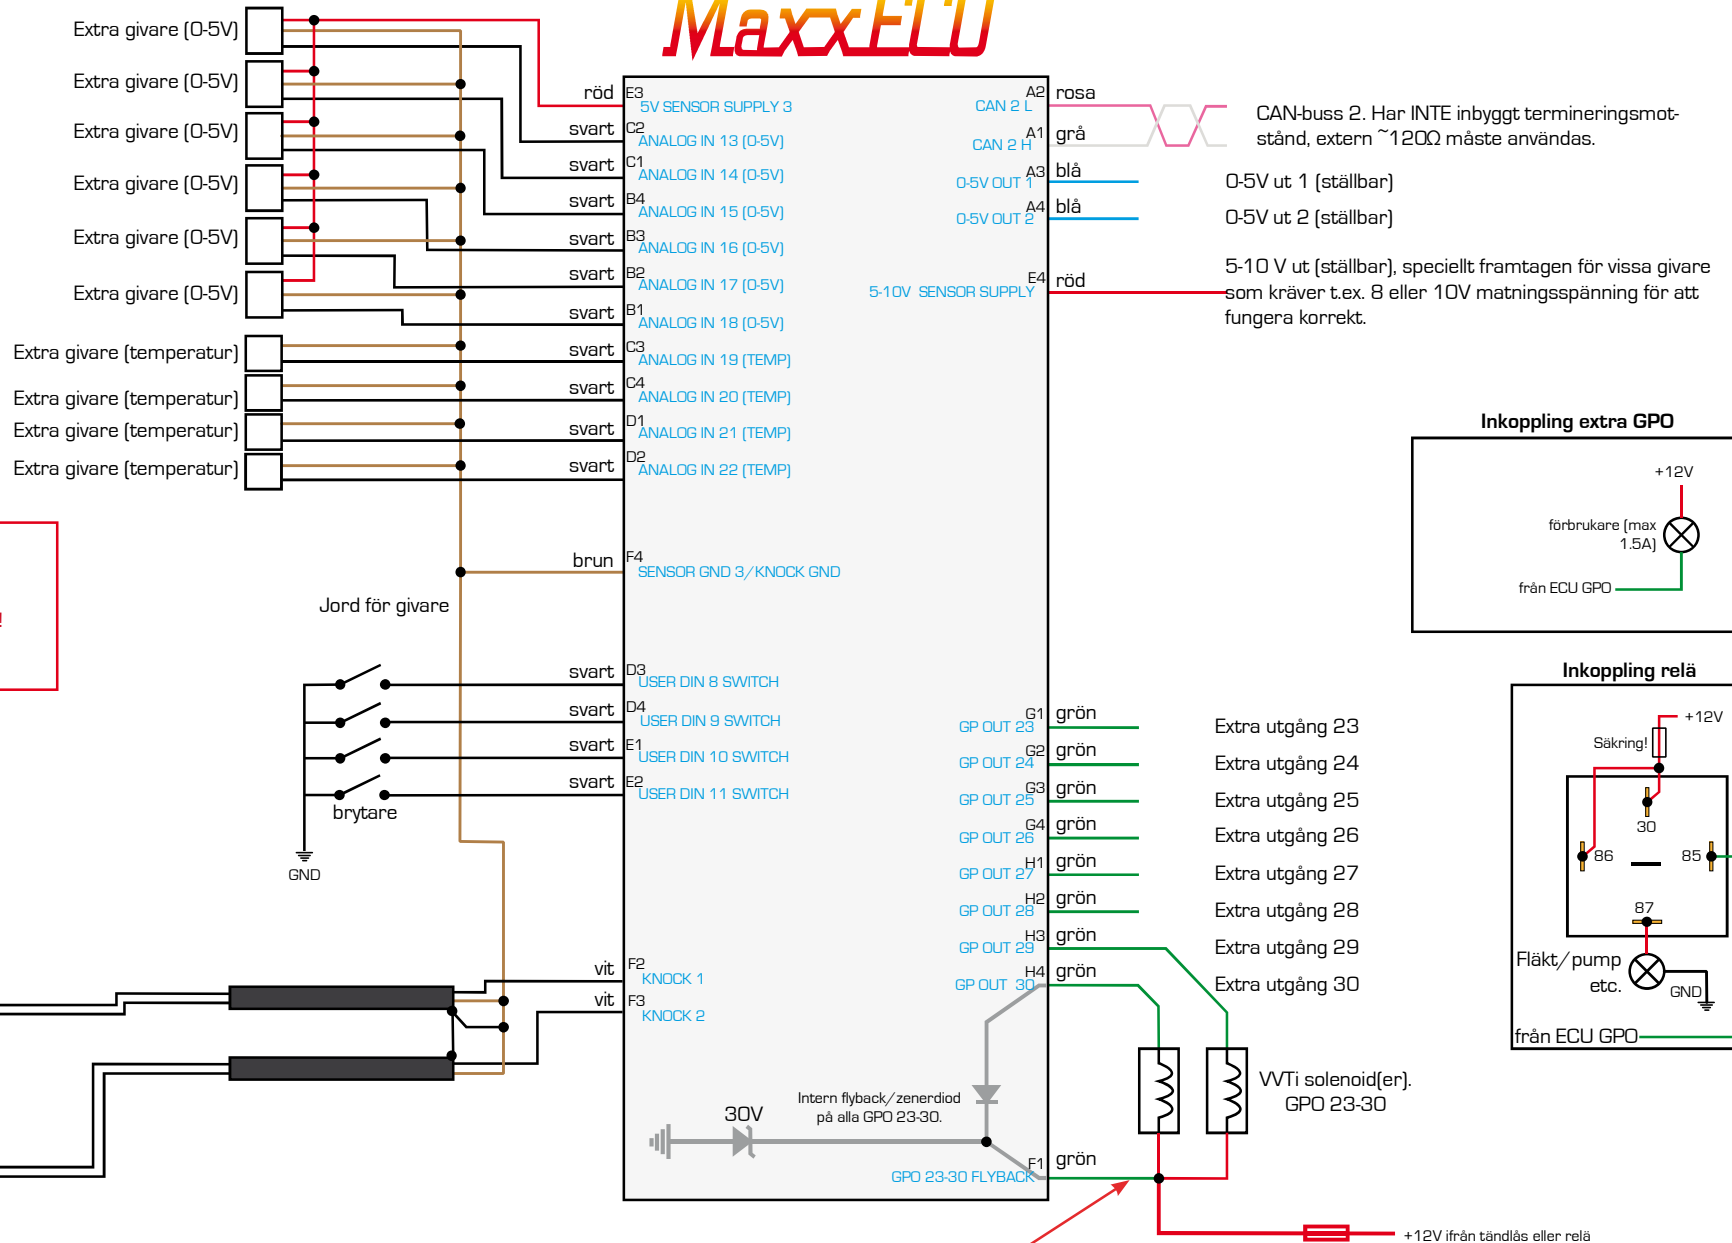 MaxxECU
Extra givare (0-5V)
Extra givare (0-5V)
Extra givare (0-5V)
Extra givare (0-5V)
Extra givare (0-5V)
Extra givare (0-5V)
Extra givare (temperatur)
Extra givare (temperatur)
Extra givare (temperatur)
Extra givare (temperatur)
röd E3
5V SENSOR SUPPLY 3
svart C2
ANALOG IN 13 (0-5V)
svart C1
ANALOG IN 14 (0-5V)
svart B4
ANALOG IN 15 (0-5V)
svart B3
ANALOG IN 16 (0-5V)
svart B2
ANALOG IN 17 (0-5V)
svart B1
ANALOG IN 18 (0-5V)
svart C3
ANALOG IN 19 (TEMP)
svart C4
ANALOG IN 20 (TEMP)
svart D1
ANALOG IN 21 (TEMP)
svart D2
ANALOG IN 22 (TEMP)
brun F4
SENSOR GND 3/KNOCK GND
Jord för givare
!
svart D3
USER DIN 8 SWITCH
svart D4
USER DIN 9 SWITCH
svart E1
USER DIN 10 SWITCH
svart E2
USER DIN 11 SWITCH
brytare
GND
vit F2
KNOCK 1
vit F3
KNOCK 2
30V
Intern flyback/zenerdiod
på alla GPO 23-30.
A2 rosa
CAN 2 L
A1 grå
CAN 2 H
A3 blå
0-5V OUT 1
A4 blå
0-5V OUT 2
E4 röd
5-10V SENSOR SUPPLY
CAN-buss 2. Har INTE inbyggt termineringsmot-
stånd, extern ~120Ω måste användas.
0-5V ut 1 (ställbar)
0-5V ut 2 (ställbar)
5-10 V ut (ställbar), speciellt framtagen för vissa givare
som kräver t.ex. 8 eller 10V matningsspänning för att
fungera korrekt.
G1 grön
GP OUT 23
Extra utgång 23
G2 grön
GP OUT 24
Extra utgång 24
G3 grön
GP OUT 25
Extra utgång 25
G4 grön
GP OUT 26
Extra utgång 26
H1 grön
GP OUT 27
Extra utgång 27
H2 grön
GP OUT 28
Extra utgång 28
H3 grön
GP OUT 29
Extra utgång 29
H4 grön
GP OUT 30
Extra utgång 30
VVTi solenoid(er).
GPO 23-30
F1 grön
GPO 23-30 FLYBACK
+12V ifrån tändlås eller relä
Inkoppling extra GPO
+12V
förbrukare (max
1.5A)
från ECU GPO
Inkoppling relä
+12V
Säkring!
30
86
85
87
Fläkt/pump
etc.
GND
från ECU GPO